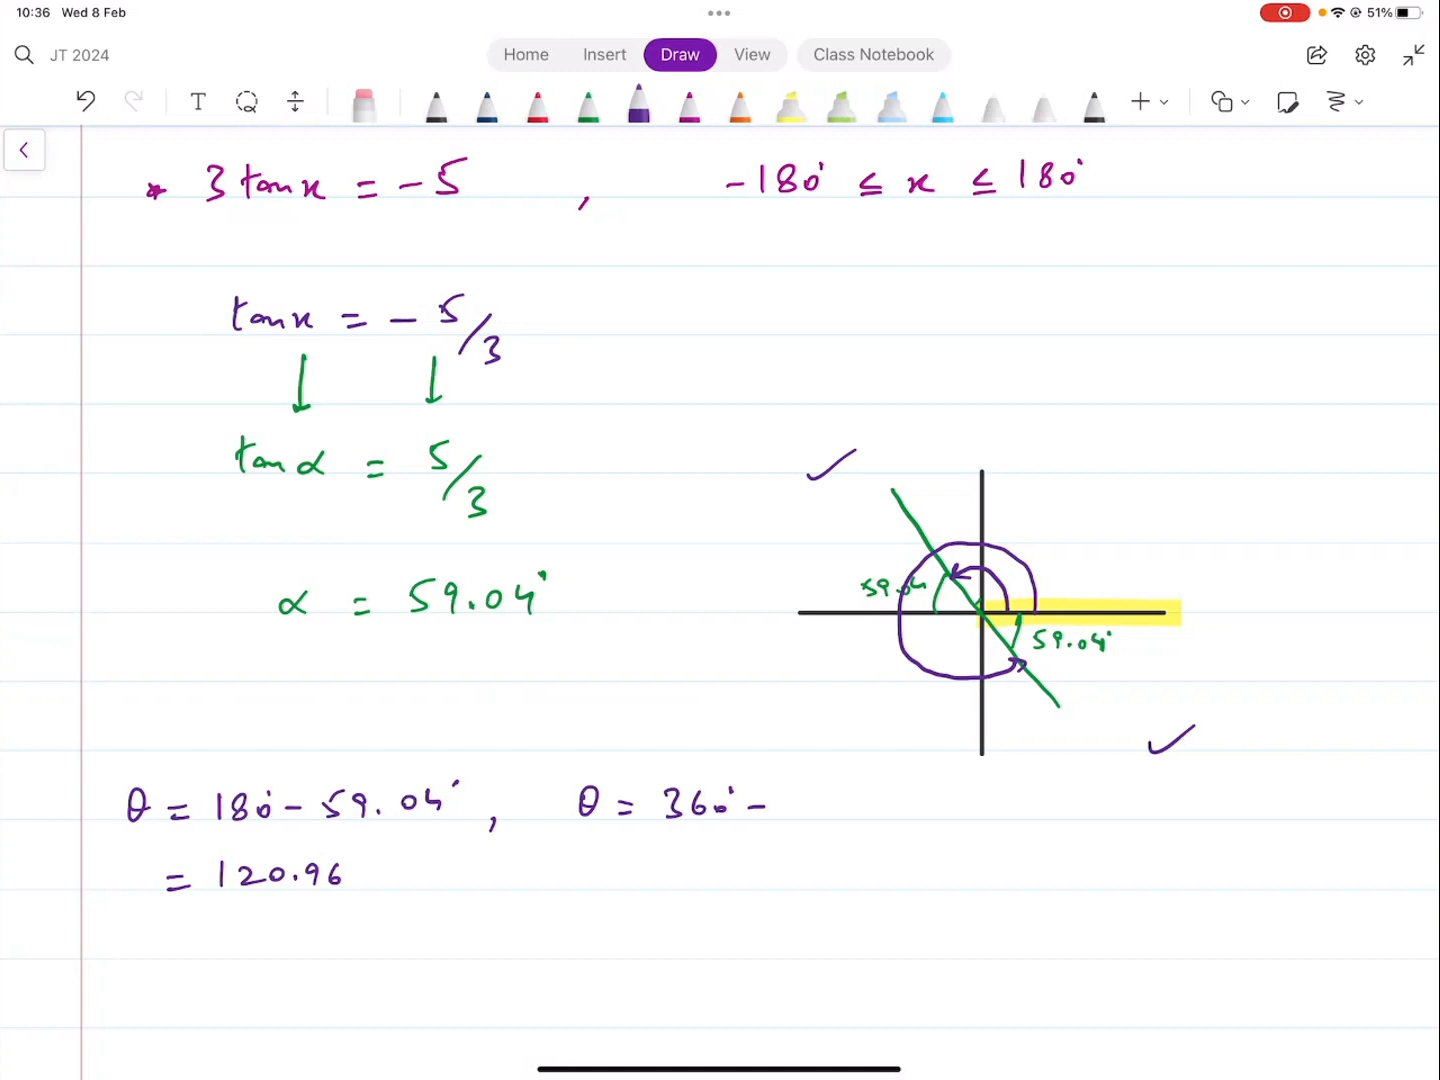 10:36 Wed 8 Feb
51%
JT 2024
Home Insert Draw View Class Notebook
* 3 tan x = -5 , -180° ≤ x ≤ 180°
tan x = - 5/3
tan α = 5/3
α = 59.04°
59.04
59.04°
θ = 180° - 59.04° , θ = 360° -
= 120.96